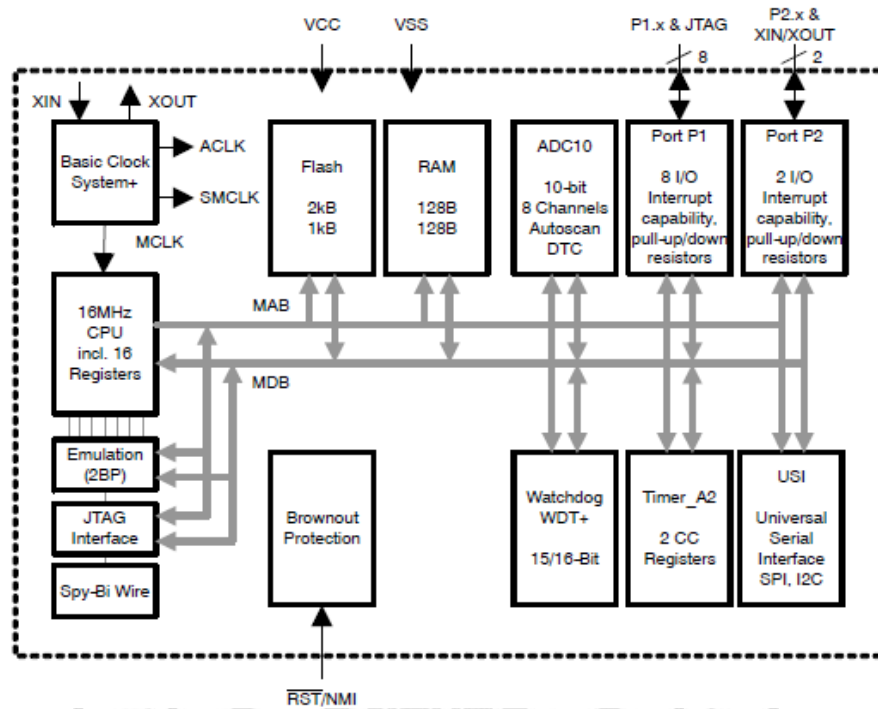 VCC
VSS
P1.x & JTAG
8
P2.x &
XIN/XOUT
2
XIN
XOUT
Basic Clock
System+
ACLK
SMCLK
MCLK
Flash
2kB
1kB
RAM
128B
128B
ADC10
10-bit
8 Channels
Autoscan
DTC
Port P1
8 I/O
Interrupt
capability,
pull-up/down
resistors
Port P2
2 I/O
Interrupt
capability,
pull-up/down
resistors
16MHz
CPU
incl. 16
Registers
MAB
MDB
Emulation
(2BP)
JTAG
Interface
Spy-Bi Wire
Brownout
Protection
Watchdog
WDT+
15/16-Bit
Timer_A2
2 CC
Registers
USI
Universal
Serial
Interface
SPI, I2C
RST/NMI